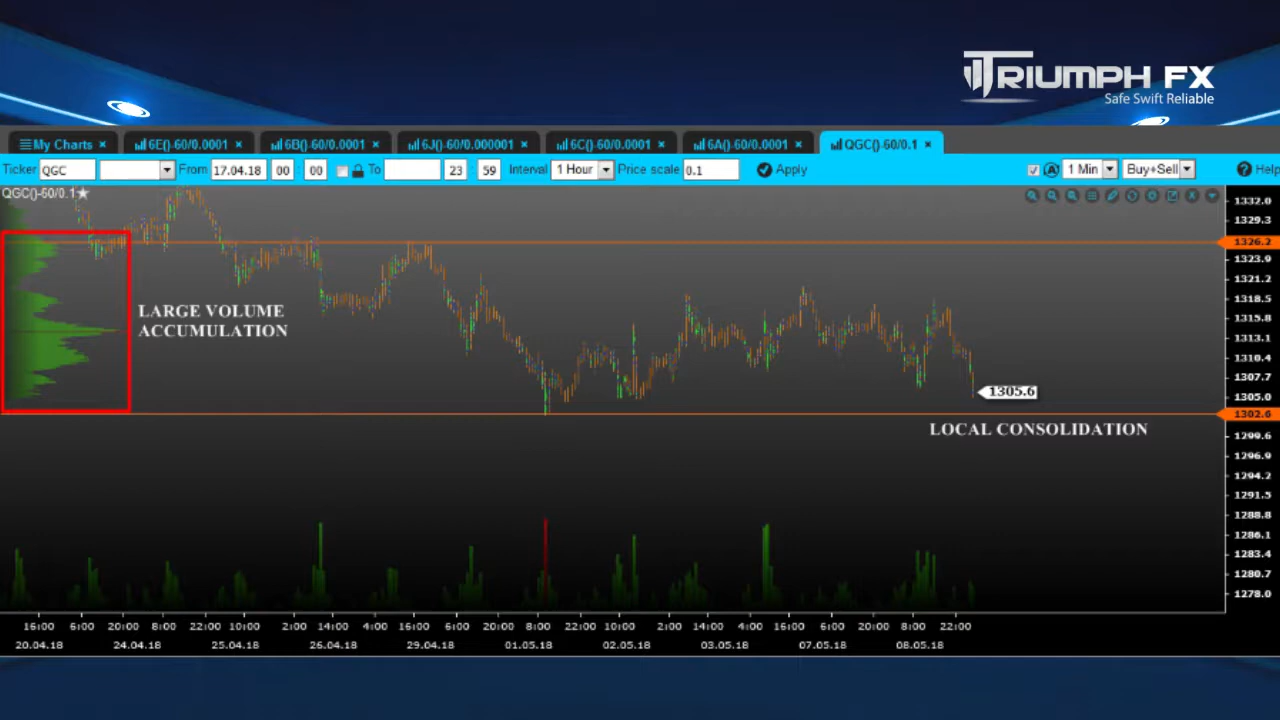 TRIUMPH FX
Safe Swift Reliable
My Charts × 6E()-60/0.0001 × 6B()-60/0.0001 × 6J()-60/0.000001 × 6C()-60/0.0001 × 6A()-60/0.0001 × QGC()-60/0.1 ×
Ticker QGC From 17.04.18 00 00 To 23 59 Interval 1 Hour Price scale 0.1 Apply A 1 Min Buy+Sell ? Help
QGC()-60/0.1★
1332.0
1329.3
1326.2
1323.9
1321.2
LARGE VOLUME
ACCUMULATION
1318.5
1315.8
1313.1
1310.4
1307.7
1305.6
1305.0
1302.6
LOCAL CONSOLIDATION
1299.6
1296.9
1294.2
1291.5
1288.8
1286.1
1283.4
1280.7
1278.0
16:00 6:00 20:00 8:00 22:00 10:00 2:00 14:00 4:00 16:00 6:00 20:00 8:00 22:00 10:00 2:00 14:00 4:00 16:00 6:00 20:00 8:00 22:00
20.04.18 24.04.18 25.04.18 26.04.18 29.04.18 01.05.18 02.05.18 03.05.18 07.05.18 08.05.18